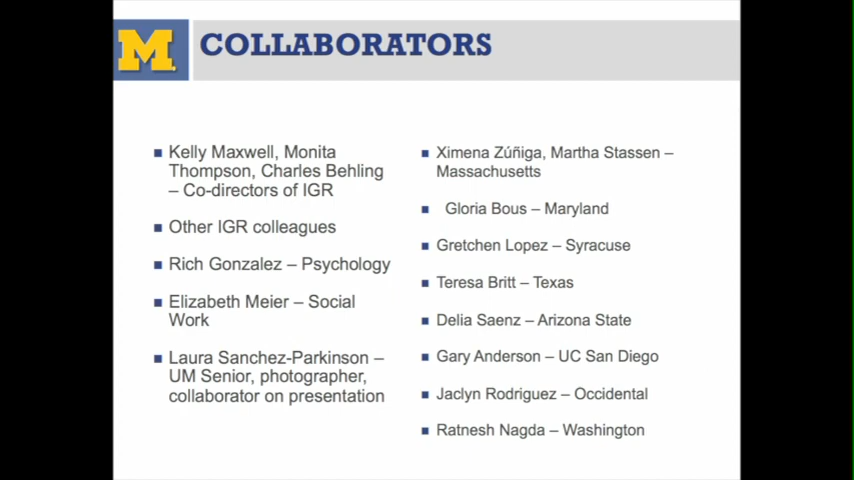 M
COLLABORATORS
Kelly Maxwell, Monita
Thompson, Charles Behling
– Co-directors of IGR
Other IGR colleagues
Rich Gonzalez – Psychology
Elizabeth Meier – Social
Work
Laura Sanchez-Parkinson –
UM Senior, photographer,
collaborator on presentation
Ximena Zúñiga, Martha Stassen –
Massachusetts
Gloria Bous – Maryland
Gretchen Lopez – Syracuse
Teresa Britt – Texas
Delia Saenz – Arizona State
Gary Anderson – UC San Diego
Jaclyn Rodriguez – Occidental
Ratnesh Nagda – Washington